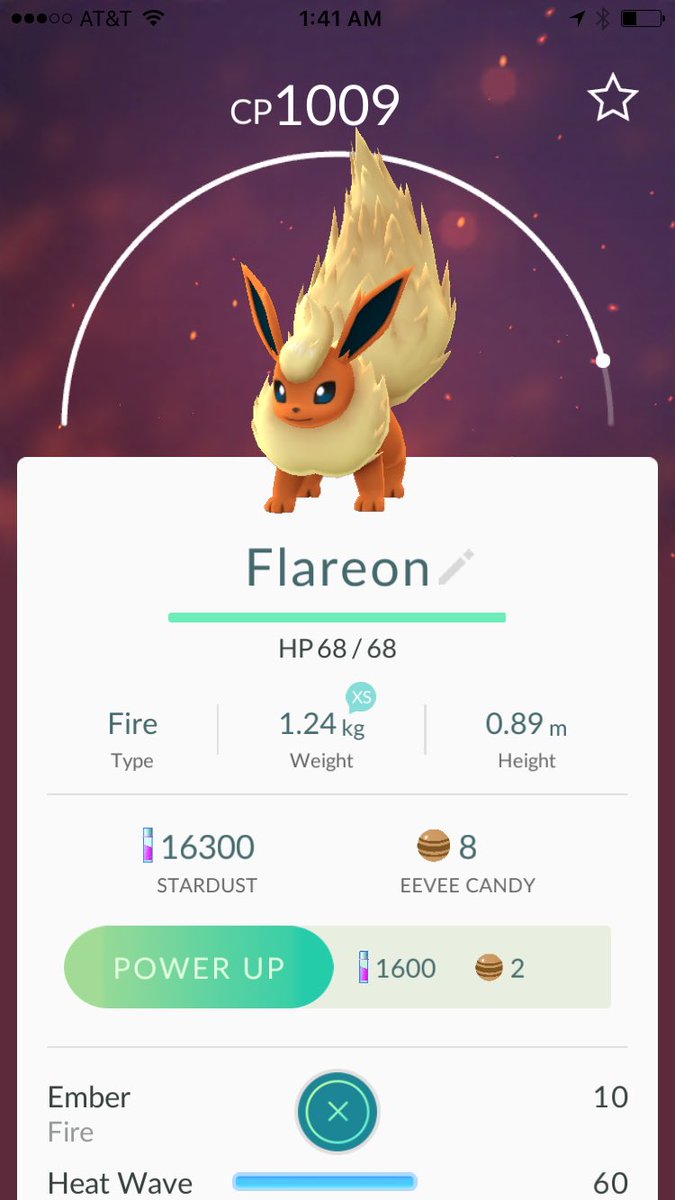 AT&T 1:41 AM
CP1009
Flareon
HP 68 / 68
XS
Fire 1.24 kg 0.89 m
Type Weight Height
16300 8
STARDUST EEVEE CANDY
POWER UP 1600 2
Ember 10
Fire
Heat Wave 60